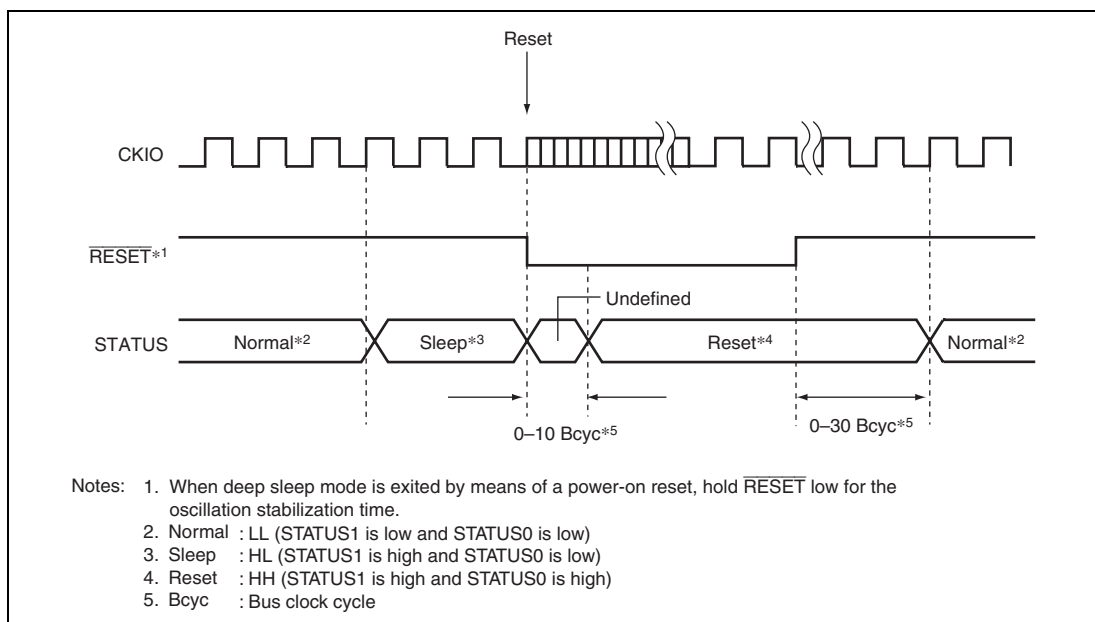 Reset
CKIO
RESET*1
Undefined
STATUS
Normal*2
Sleep*3
Reset*4
Normal*2
0–10 Bcyc*5
0–30 Bcyc*5
Notes: 1. When deep sleep mode is exited by means of a power-on reset, hold RESET low for the
oscillation stabilization time.
2. Normal : LL (STATUS1 is low and STATUS0 is low)
3. Sleep : HL (STATUS1 is high and STATUS0 is low)
4. Reset : HH (STATUS1 is high and STATUS0 is high)
5. Bcyc : Bus clock cycle